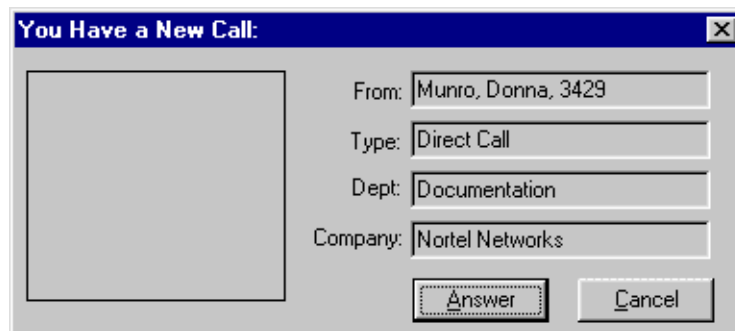 You Have a New Call:
From: Munro, Donna, 3429
Type: Direct Call
Dept: Documentation
Company: Nortel Networks
Answer Cancel